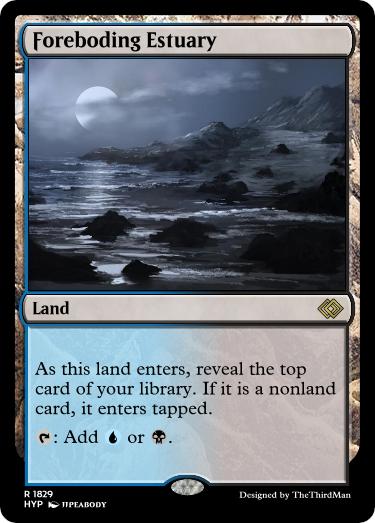 Foreboding Estuary
Land
As this land enters, reveal the top
card of your library. If it is a nonland
card, it enters tapped.
: Add or .
R 1829
HYP JJPEABODY
Designed by TheThirdMan